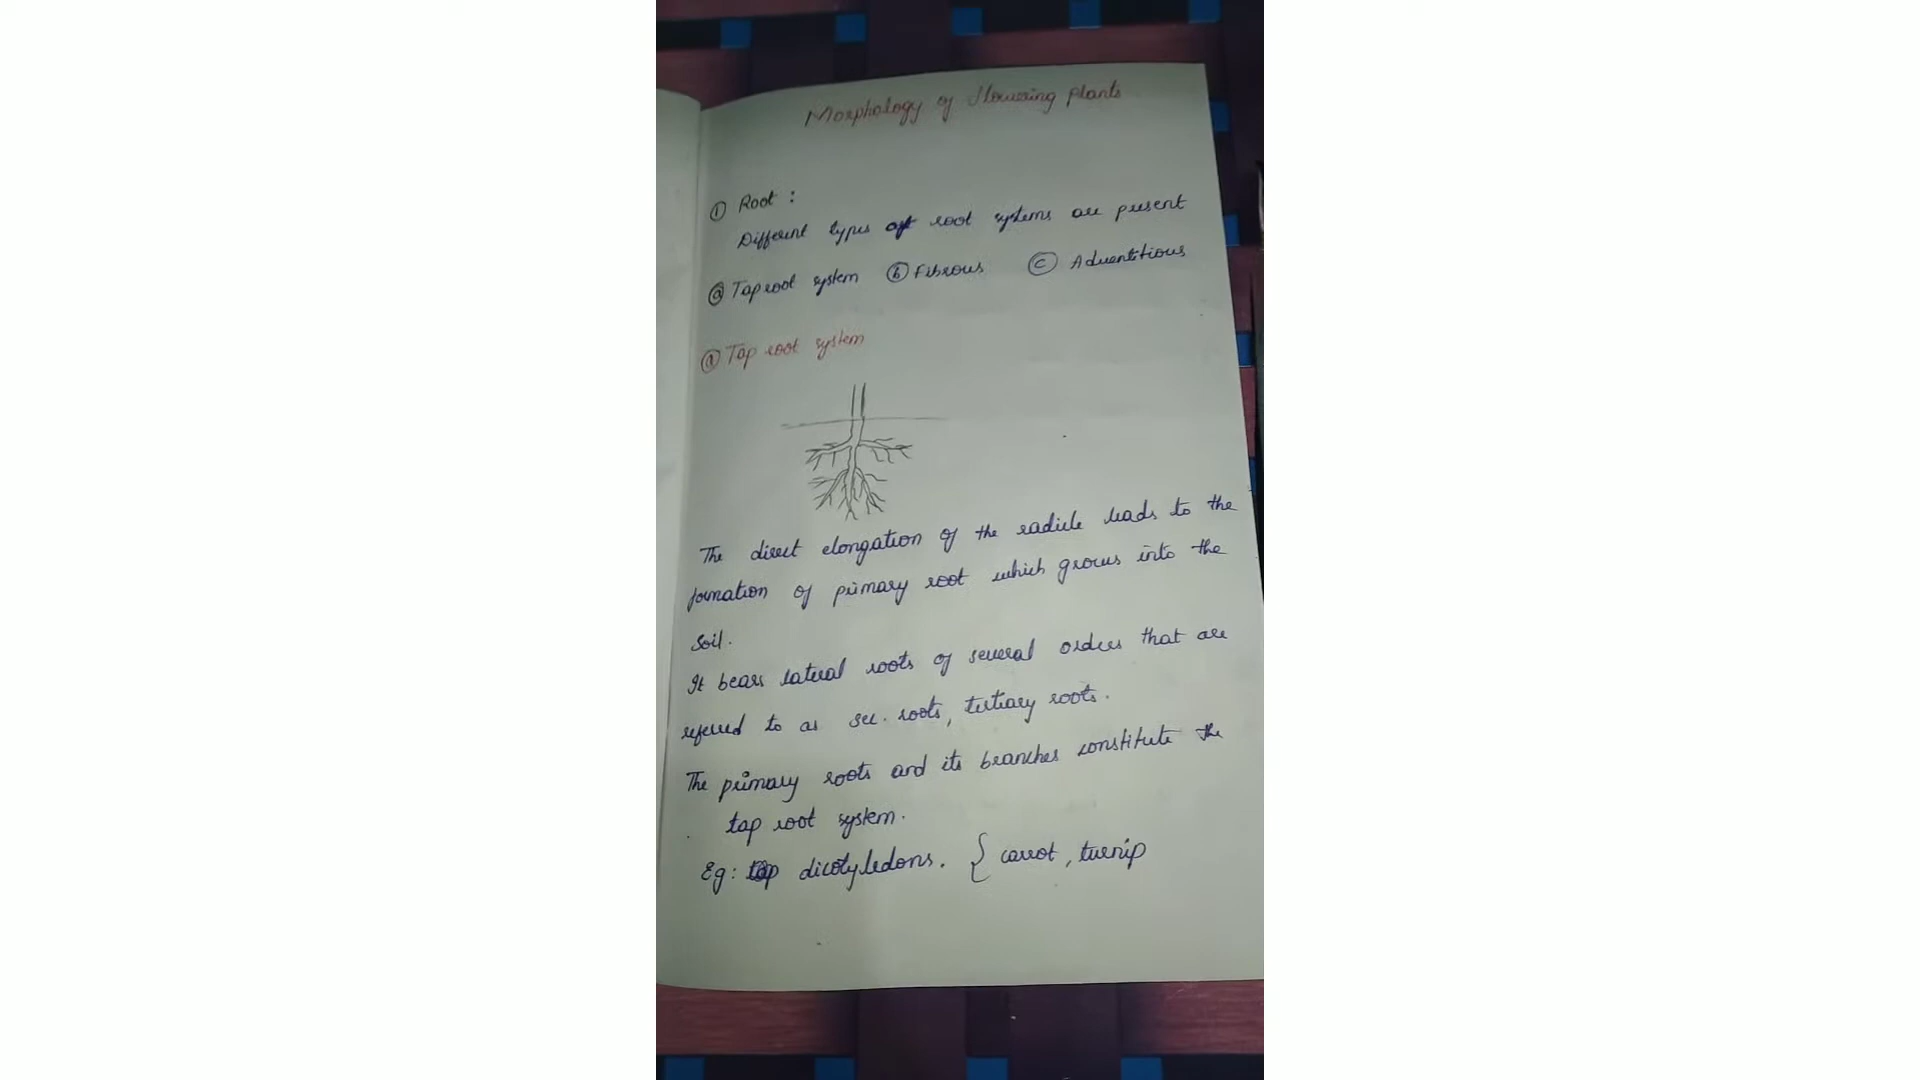 Morphology of flowering plants
① Root :
Different types of root systems are present
ⓐ Taproot system ⓑ Fibrous ⓒ Adventitious
ⓐ Tap root system
The direct elongation of the radicle leads to the
formation of primary root which grows into the
soil.
It bears lateral roots of several orders that are
referred to as sec. roots, tertiary roots.
The primary roots and its branches constitute the
tap root system.
Eg: dicotyledons. { carrot, turnip